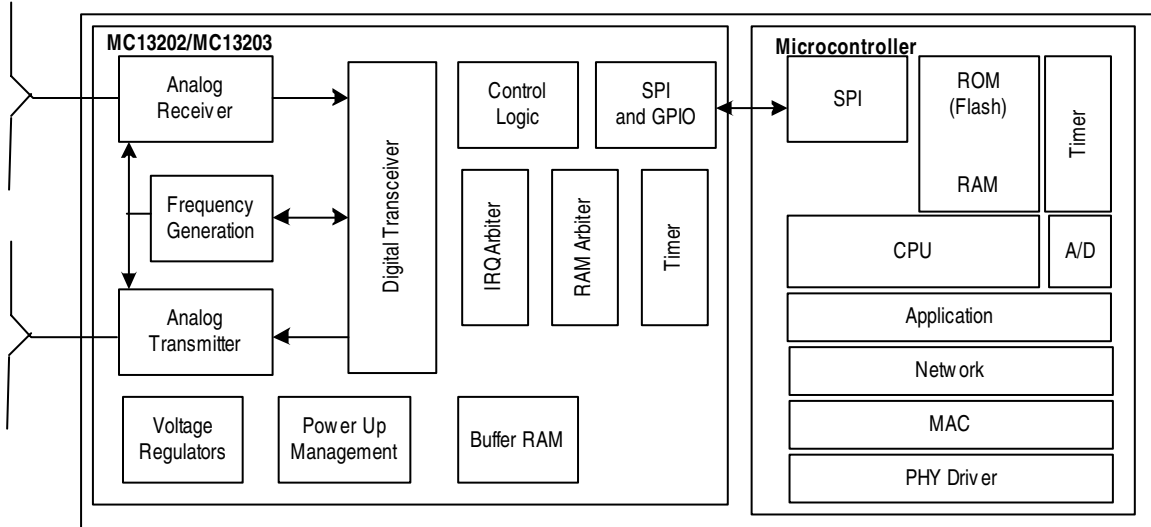 MC13202/MC13203
Analog
Receiver
Frequency
Generation
Analog
Transmitter
Voltage
Regulators
Power Up
Management
Digital Transceiver
Control
Logic
SPI
and GPIO
IRQ Arbiter
RAM Arbiter
Timer
Buffer RAM
Microcontroller
SPI
ROM
(Flash)
RAM
Timer
CPU
A/D
Application
Network
MAC
PHY Driver